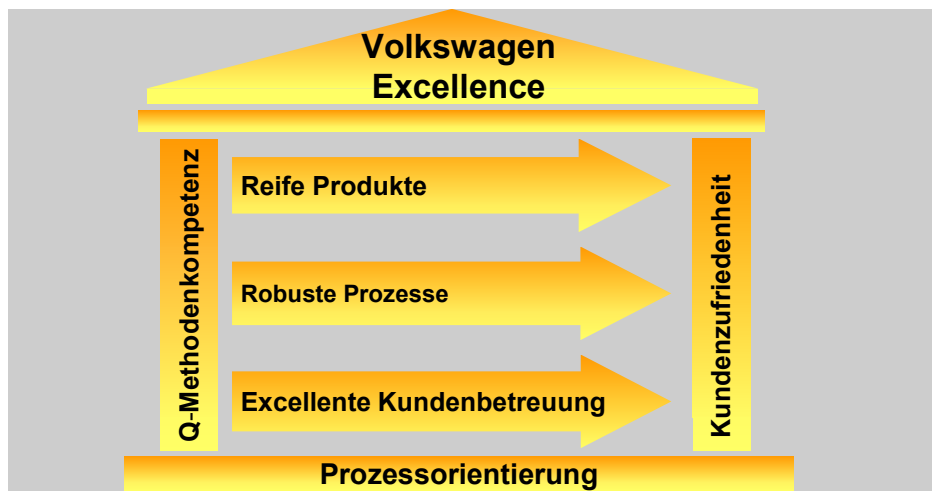 Volkswagen
Excellence
Q-Methodenkompetenz
Reife Produkte
Robuste Prozesse
Excellente Kundenbetreuung
Kundenzufriedenheit
Prozessorientierung